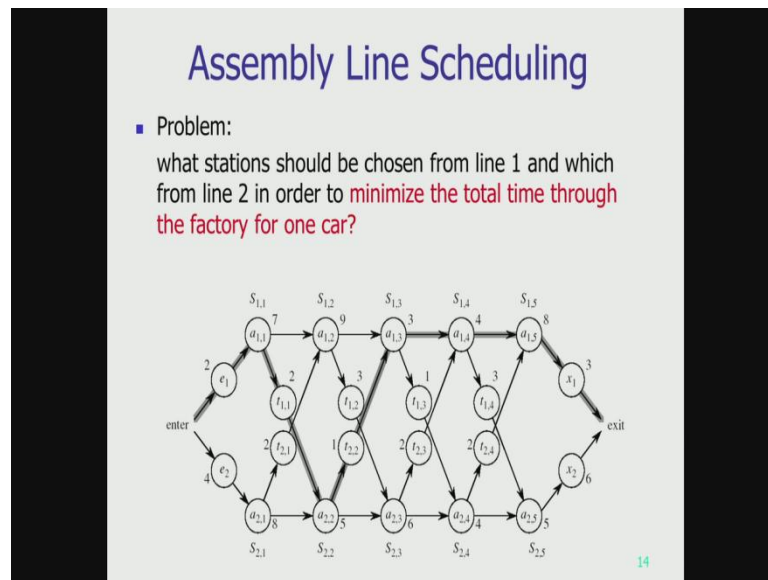 Assembly Line Scheduling
▪ Problem:
what stations should be chosen from line 1 and which
from line 2 in order to minimize the total time through
the factory for one car?
S1,1 S1,2 S1,3 S1,4 S1,5
7 9 3 4 8
a1,1 a1,2 a1,3 a1,4 a1,5
2 2 3 1 3 3
e1 t1,1 t1,2 t1,3 t1,4 x1
enter exit
2 t2,1 1 t2,2 2 t2,3 2 t2,4
4 e2 x2 6
a2,1 8 a2,2 5 a2,3 6 a2,4 4 a2,5 5
S2,1 S2,2 S2,3 S2,4 S2,5
14